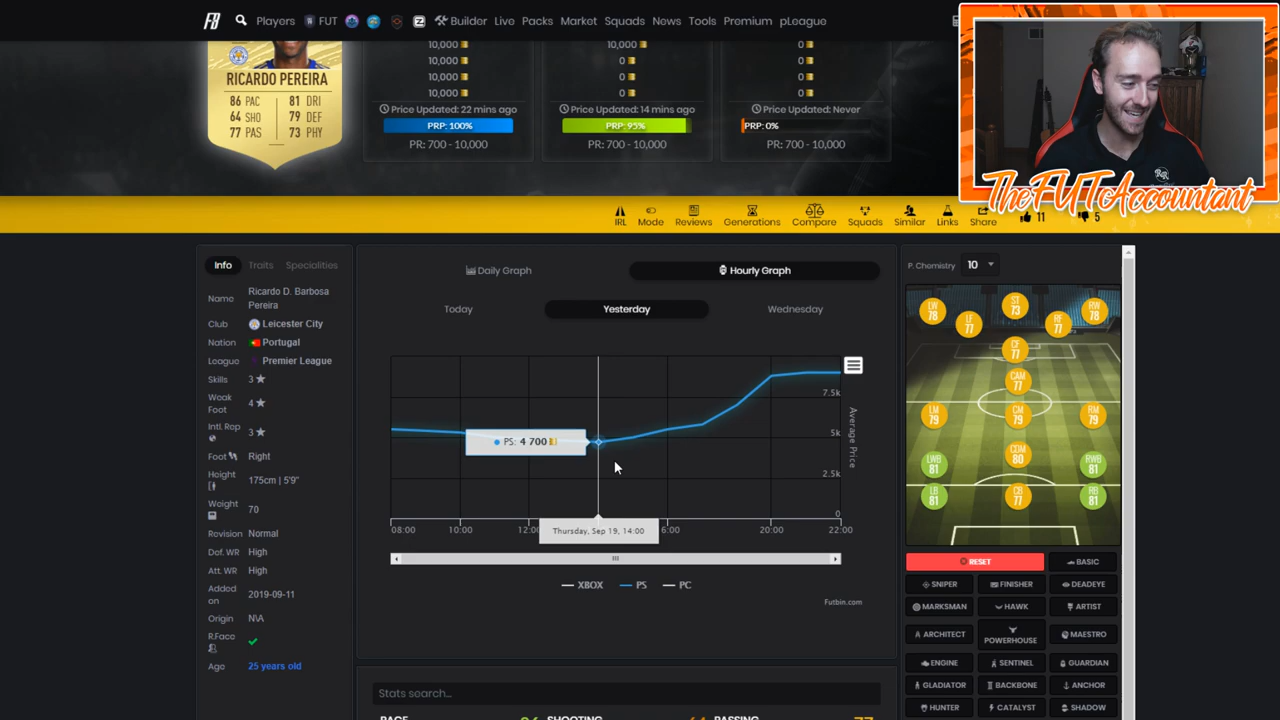 FB Players FUT Z Builder Live Packs Market Squads News Tools Premium pLeague
RICARDO PEREIRA
86 PAC 81 DRI
64 SHO 79 DEF
77 PAS 73 PHY
10,000 10,000 0
10,000 0 0
10,000 0 0
10,000 0 0
Price Updated: 22 mins ago Price Updated: 14 mins ago Price Updated: Never
PRP: 100% PRP: 95% PRP: 0%
PR: 700 - 10,000 PR: 700 - 10,000 PR: 700 - 10,000
TheFUTAccountant
IRL Mode Reviews Generations Compare Squads Similar Links Share 11 5
Info Traits Specialities
Name Ricardo D. Barbosa
Pereira
Club Leicester City
Nation Portugal
League Premier League
Skills 3
Weak
Foot 4
Intl. Rep 3
Foot Right
Height 175cm | 5'9"
Weight 70
Revision Normal
Def. WR High
Att. WR High
Added
on 2019-09-11
Origin N\A
R.Face
Age 25 years old
Daily Graph Hourly Graph
Today Yesterday Wednesday
7.5k
5k
2.5k
0
Average Price
PS: 4 700
08:00 10:00 12:0 Thursday, Sep 19, 14:00 6:00 20:00 22:00
XBOX PS PC
Futbin.com
Stats search...
PACE SHOOTING PASSING
P. Chemistry 10
LW
78
LF
77
ST
73
RF
77
RW
78
CF
77
CAM
77
LM
79
CM
79
RM
79
CDM
80
LWB
81
RWB
81
LB
81
CB
77
RB
81
RESET BASIC
SNIPER FINISHER DEADEYE
MARKSMAN HAWK ARTIST
ARCHITECT POWERHOUSE MAESTRO
ENGINE SENTINEL GUARDIAN
GLADIATOR BACKBONE ANCHOR
HUNTER CATALYST SHADOW